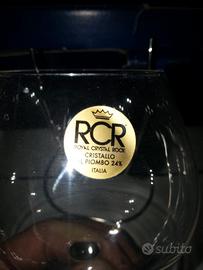 RCR
ROYAL CRYSTAL ROCK
CRISTALLO
AL PIOMBO 24%
ITALIA
subito